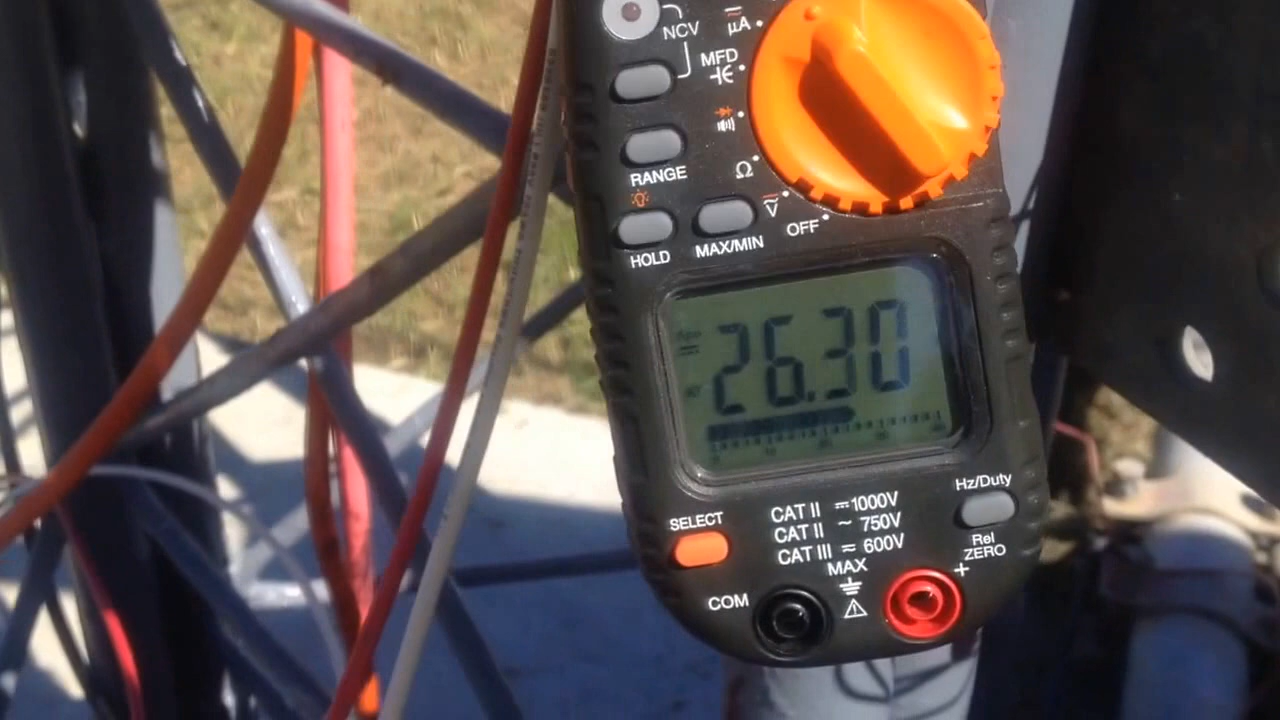 NCV
μA
MFD
RANGE
Ω
V
OFF
HOLD
MAX/MIN
26.30
Hz/Duty
SELECT
CAT II ⎓1000V
CAT II ~ 750V
CAT III ≂ 600V
MAX
Rel
ZERO
COM
+